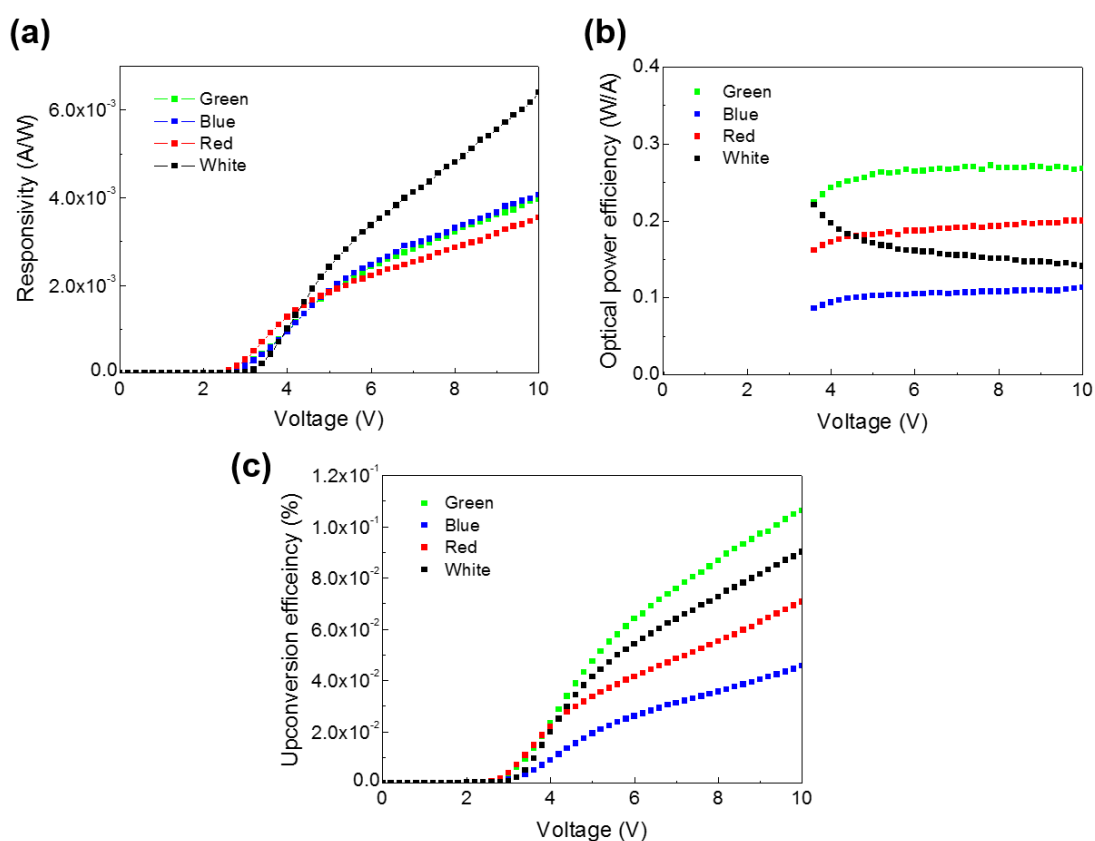 (a)
Responsivity (A/W)
6.0x10⁻³
4.0x10⁻³
2.0x10⁻³
0.0
Green
Blue
Red
White
0 2 4 6 8 10
Voltage (V)
(b)
Optical power efficiency (W/A)
0.4
0.3
0.2
0.1
0.0
Green
Blue
Red
White
0 2 4 6 8 10
Voltage (V)
(c)
Upconversion efficeincy (%)
1.2x10⁻¹
1.0x10⁻¹
8.0x10⁻²
6.0x10⁻²
4.0x10⁻²
2.0x10⁻²
0.0
Green
Blue
Red
White
0 2 4 6 8 10
Voltage (V)